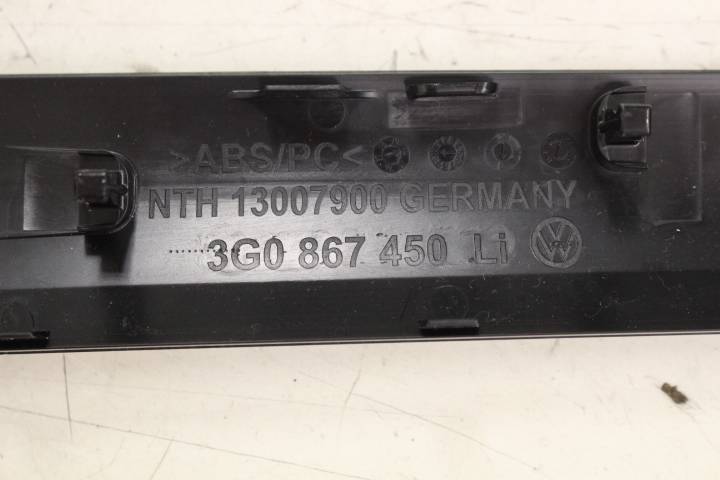 >ABS/PC<
NTH 13007900 GERMANY
3G0 867 450 Li